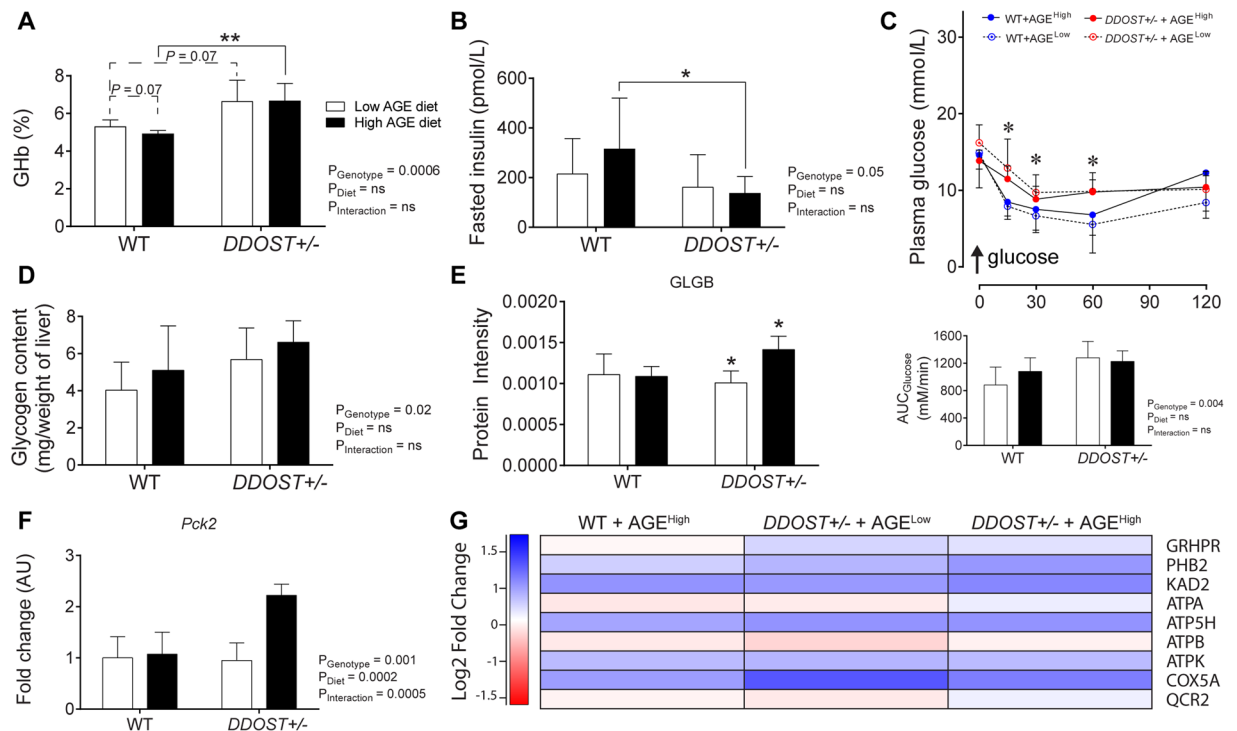 A
**
P = 0.07
P = 0.07
GHb (%)
8
6
4
2
0
WT
DDOST+/-
Low AGE diet
High AGE diet
PGenotype = 0.0006
PDiet = ns
PInteraction = ns
B
*
Fasted insulin (pmol/L)
600
400
200
0
WT
DDOST+/-
PGenotype = 0.05
PDiet = ns
PInteraction = ns
C
WT+AGEHigh
DDOST+/- + AGEHigh
WT+AGELow
DDOST+/- + AGELow
Plasma glucose (mmol/L)
30
20
10
0
*
*
*
glucose
0 30 60 90 120
AUCGlucose
(mM/min)
1600
1200
800
400
0
WT
DDOST+/-
PGenotype = 0.004
PDiet = ns
PInteraction = ns
D
Glycogen content
(mg/weight of liver)
8
6
4
2
0
WT
DDOST+/-
PGenotype = 0.02
PDiet = ns
PInteraction = ns
E
GLGB
Protein Intensity
0.0020
0.0015
0.0010
0.0005
0.0000
*
*
WT
DDOST+/-
F
Pck2
Fold change (AU)
3
2
1
0
WT
DDOST+/-
PGenotype = 0.001
PDiet = 0.0002
PInteraction = 0.0005
G
WT + AGEHigh
DDOST+/- + AGELow
DDOST+/- + AGEHigh
Log2 Fold Change
1.5
1
0
-1
-1.5
GRHPR
PHB2
KAD2
ATPA
ATP5H
ATPB
ATPK
COX5A
QCR2